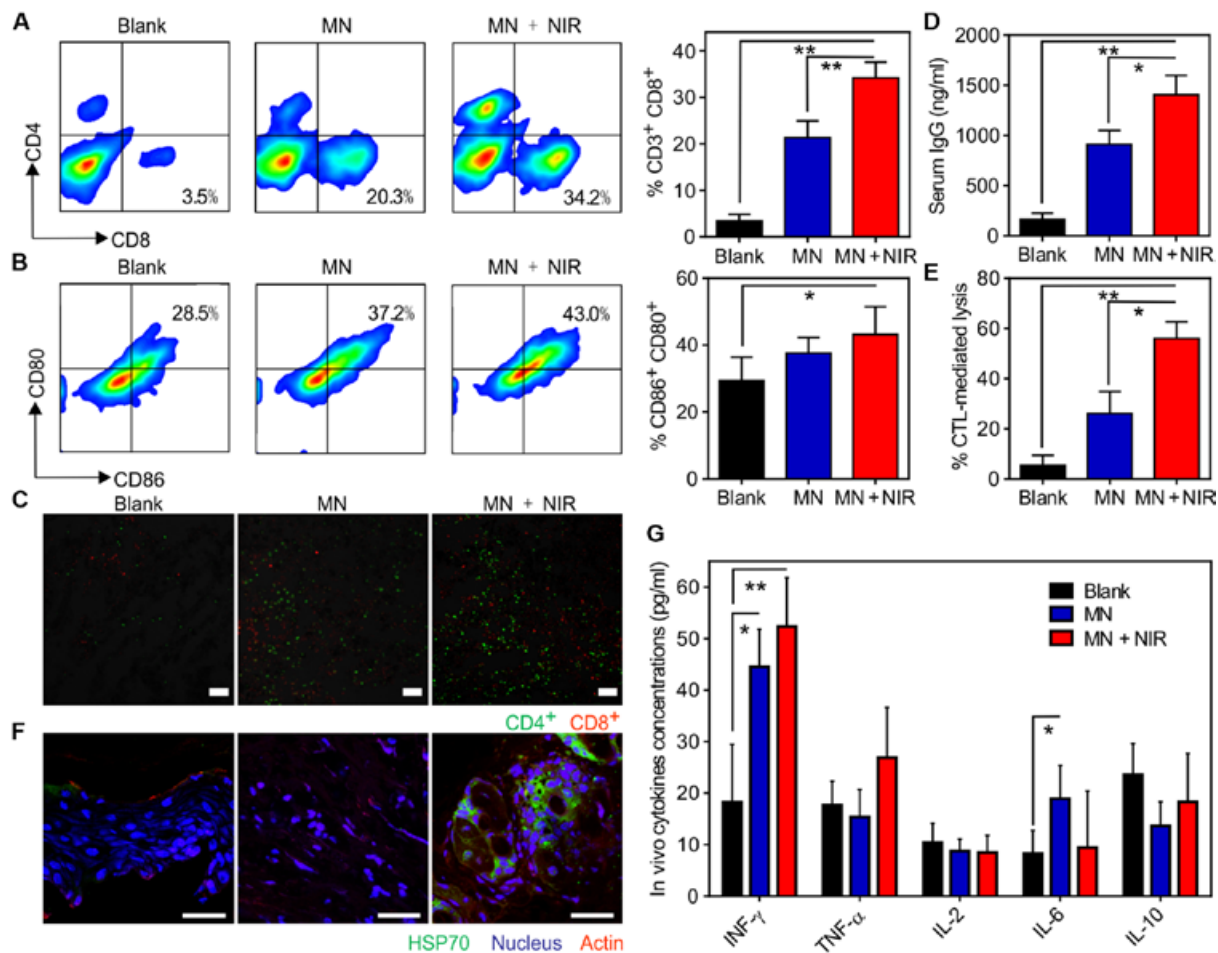 A
Blank
MN
MN + NIR
CD4
CD8
3.5%
20.3%
34.2%
% CD3+ CD8+
40
30
20
10
0
**
**
Blank
MN
MN +NIR
D
Serum IgG (ng/ml)
2000
1500
1000
500
0
**
*
Blank
MN
MN +NIR
B
Blank
MN
MN + NIR
CD80
CD86
28.5%
37.2%
43.0%
% CD86+ CD80+
60
40
20
0
*
Blank
MN
MN +NIR
E
% CTL-mediated lysis
80
60
40
20
0
**
*
Blank
MN
MN +NIR
C
Blank
MN
MN + NIR
CD4+ CD8+
F
HSP70 Nucleus Actin
G
In vivo cytokines concentrations (pg/ml)
60
50
40
30
20
10
0
**
*
*
Blank
MN
MN + NIR
INF-γ
TNF-α
IL-2
IL-6
IL-10